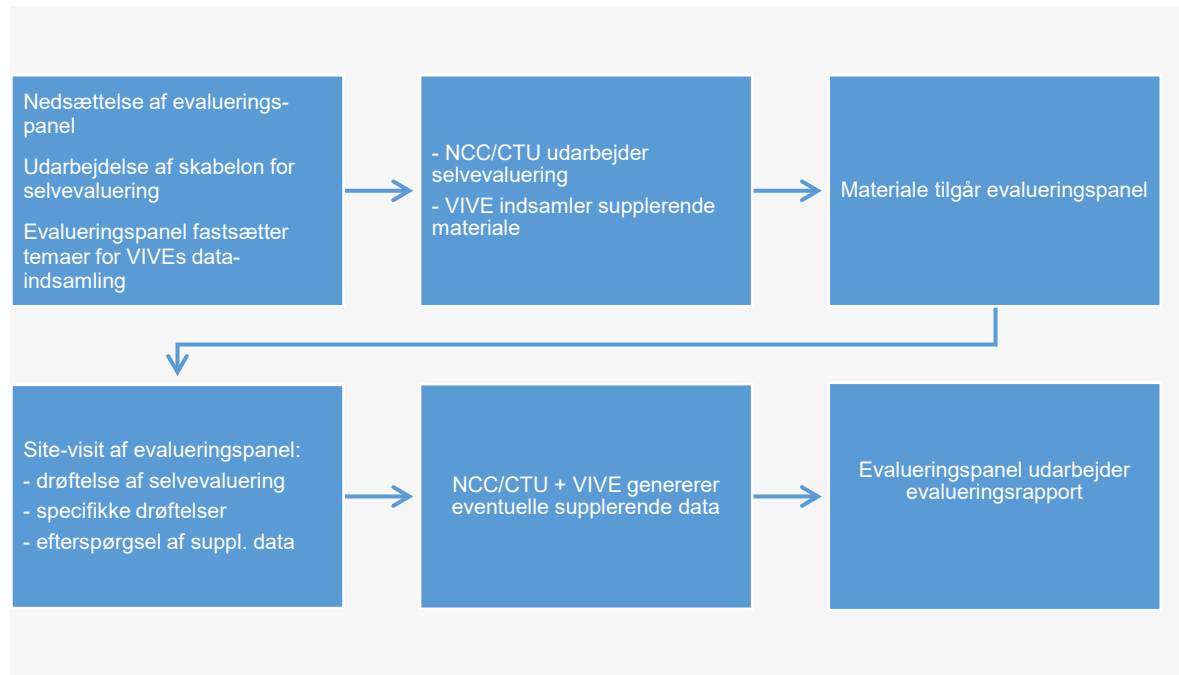 Nedsættelse af evaluerings-
panel
Udarbejdelse af skabelon for
selvevaluering
Evalueringspanel fastsætter
temaer for VIVEs data-
indsamling
- NCC/CTU udarbejder
selvevaluering
- VIVE indsamler supplerende
materiale
Materiale tilgår evalueringspanel
Site-visit af evalueringspanel:
- drøftelse af selvevaluering
- specifikke drøftelser
- efterspørgsel af suppl. data
NCC/CTU + VIVE genererer
eventuelle supplerende data
Evalueringspanel udarbejder
evalueringsrapport